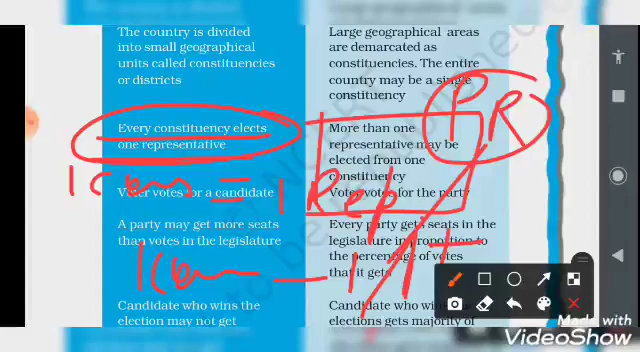 The country is divided
into small geographical
units called constituencies
or districts
Large geographical areas
are demarcated as
constituencies. The entire
country may be a single
constituency
Every constituency elects
one representative
More than one
representative may be
elected from one
constituency
Voter votes for a candidate
Voter votes for the party
A party may get more seats
than votes in the legislature
Every party gets seats in the
legislature in proportion to
the percentage of votes
that it gets
Candidate who wins the
election may not get
Candidate who wins
elections gets majority of
PR
= 1 Rep
Made with
VideoShow